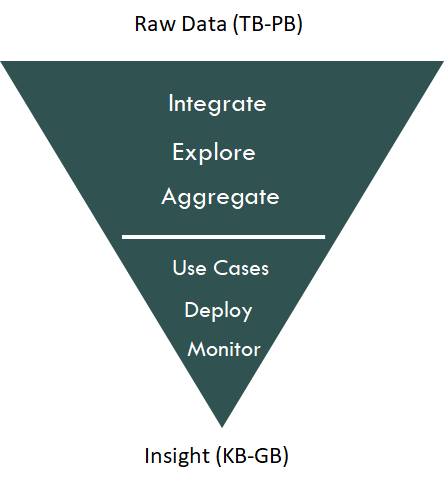 Raw Data (TB-PB)
Integrate
Explore
Aggregate
Use Cases
Deploy
Monitor
Insight (KB-GB)